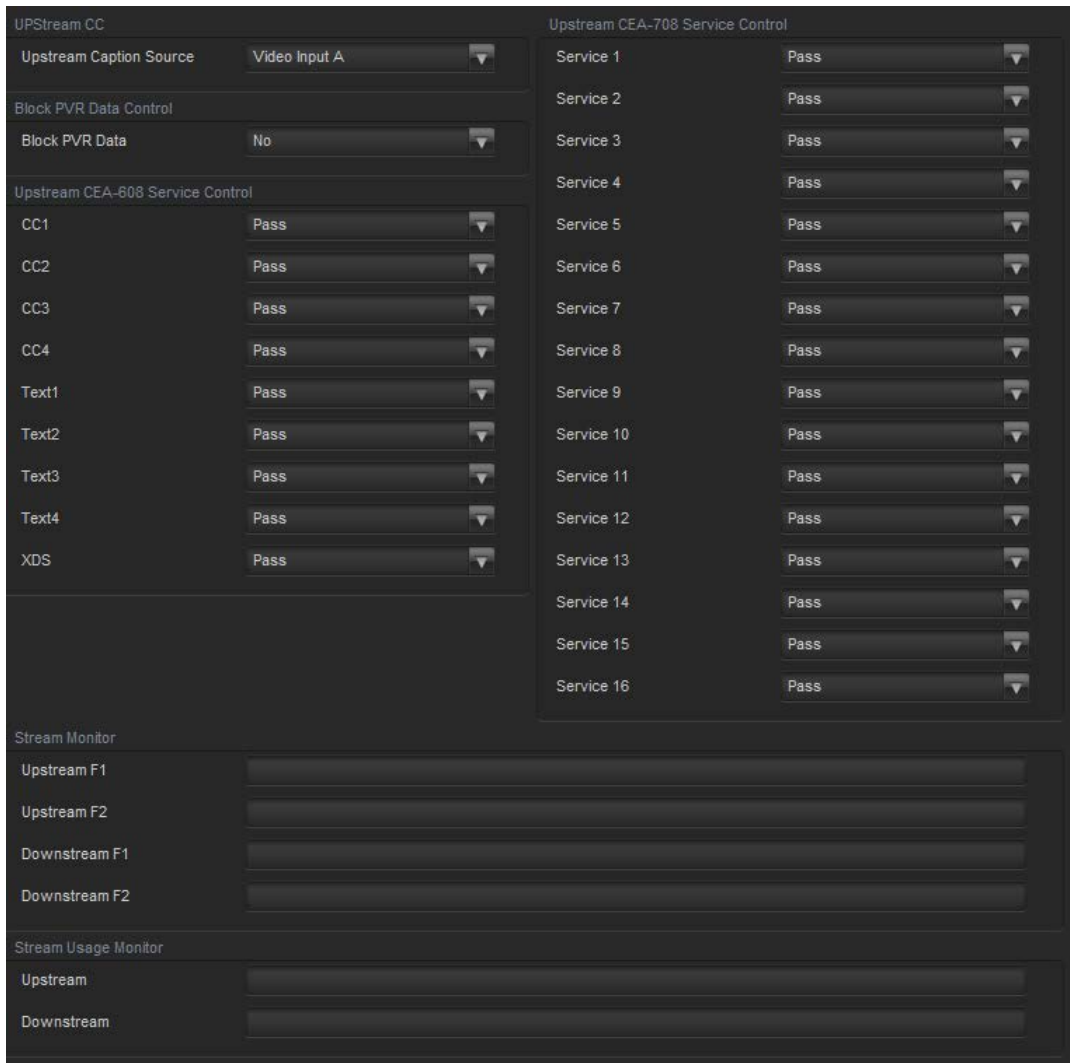 UPStream CC
Upstream Caption Source Video Input A
Block PVR Data Control
Block PVR Data No
Upstream CEA-608 Service Control
CC1 Pass
CC2 Pass
CC3 Pass
CC4 Pass
Text1 Pass
Text2 Pass
Text3 Pass
Text4 Pass
XDS Pass
Upstream CEA-708 Service Control
Service 1 Pass
Service 2 Pass
Service 3 Pass
Service 4 Pass
Service 5 Pass
Service 6 Pass
Service 7 Pass
Service 8 Pass
Service 9 Pass
Service 10 Pass
Service 11 Pass
Service 12 Pass
Service 13 Pass
Service 14 Pass
Service 15 Pass
Service 16 Pass
Stream Monitor
Upstream F1
Upstream F2
Downstream F1
Downstream F2
Stream Usage Monitor
Upstream
Downstream